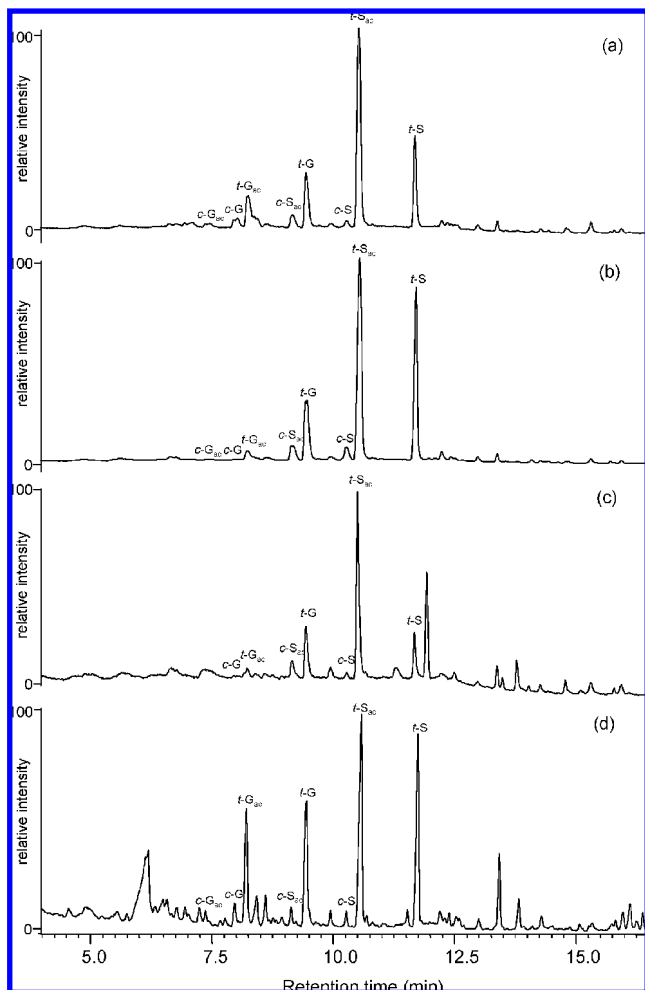 100
t-Sac
(a)
t-S
t-G
t-Gac
c-Gac
c-G
c-Sac
c-S
0
relative intensity
100
t-Sac
(b)
t-S
t-G
c-Gac
c-G
t-Gac
c-Sac
c-S
0
relative intensity
100
t-Sac
(c)
t-G
t-S
c-G
t-Gac
c-Sac
c-S
0
relative intensity
100
t-Sac
(d)
t-S
t-Gac
t-G
c-Gac
c-G
c-Sac
c-S
0
relative intensity
5.0 7.5 10.0 12.5 15.0
Retention time (min)